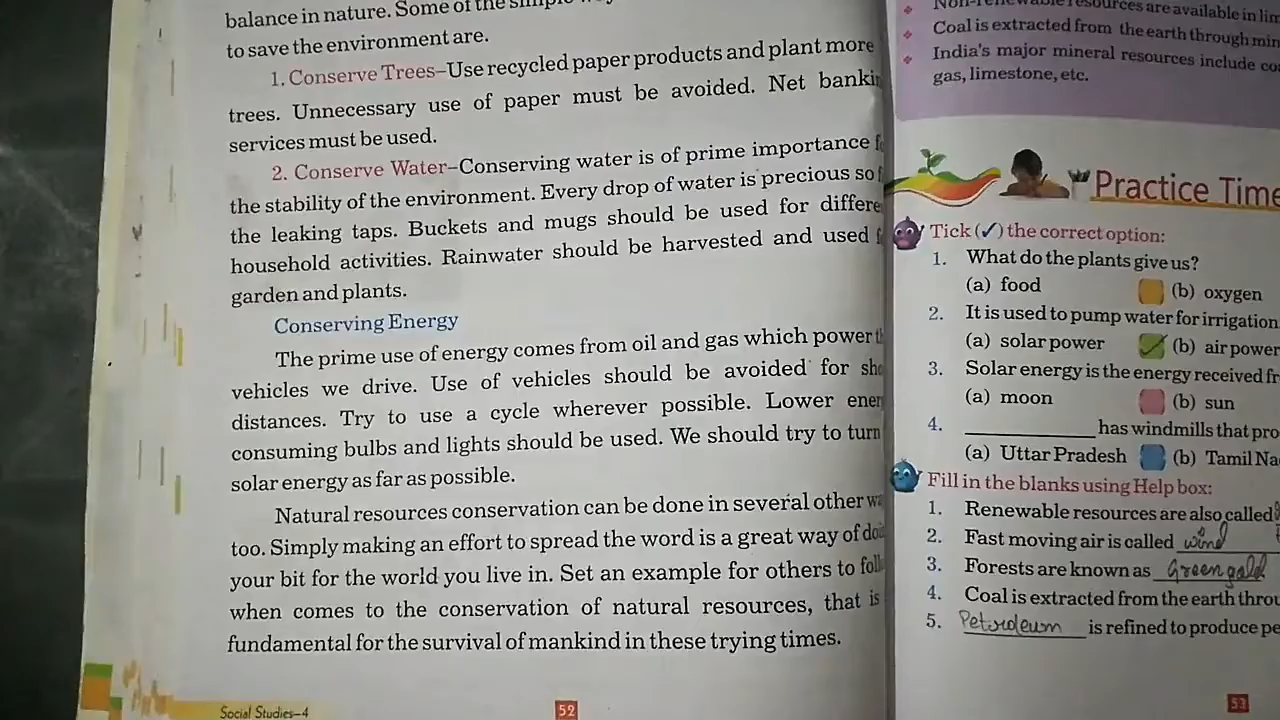 balance in nature. Some of the
to save the environment are.
1. Conserve Trees–Use recycled paper products and plant more
trees. Unnecessary use of paper must be avoided. Net
services must be used.
2. Conserve Water–Conserving water is of prime importance
the stability of the environment. Every drop of water is precious so
the leaking taps. Buckets and mugs should be used for
household activities. Rainwater should be harvested and used
garden and plants.
Conserving Energy
The prime use of energy comes from oil and gas which power
vehicles we drive. Use of vehicles should be avoided for
distances. Try to use a cycle wherever possible. Lower
consuming bulbs and lights should be used. We should try to turn
solar energy as far as possible.
Natural resources conservation can be done in several other
too. Simply making an effort to spread the word is a great way of
your bit for the world you live in. Set an example for others to
when comes to the conservation of natural resources, that is
fundamental for the survival of mankind in these trying times.
Social Studies–4
52
resources are available in
Coal is extracted from the earth through
India's major mineral resources include
gas, limestone, etc.
Practice Time
Tick (✓) the correct option:
1. What do the plants give us?
(a) food (b) oxygen
2. It is used to pump water for irrigation
(a) solar power ✓ (b) air power
3. Solar energy is the energy received
(a) moon (b) sun
4. ____________ has windmills that
(a) Uttar Pradesh (b) Tamil
Fill in the blanks using Help box:
1. Renewable resources are also called
2. Fast moving air is called wind
3. Forests are known as Green gold
4. Coal is extracted from the earth
5. Petroleum is refined to produce
53